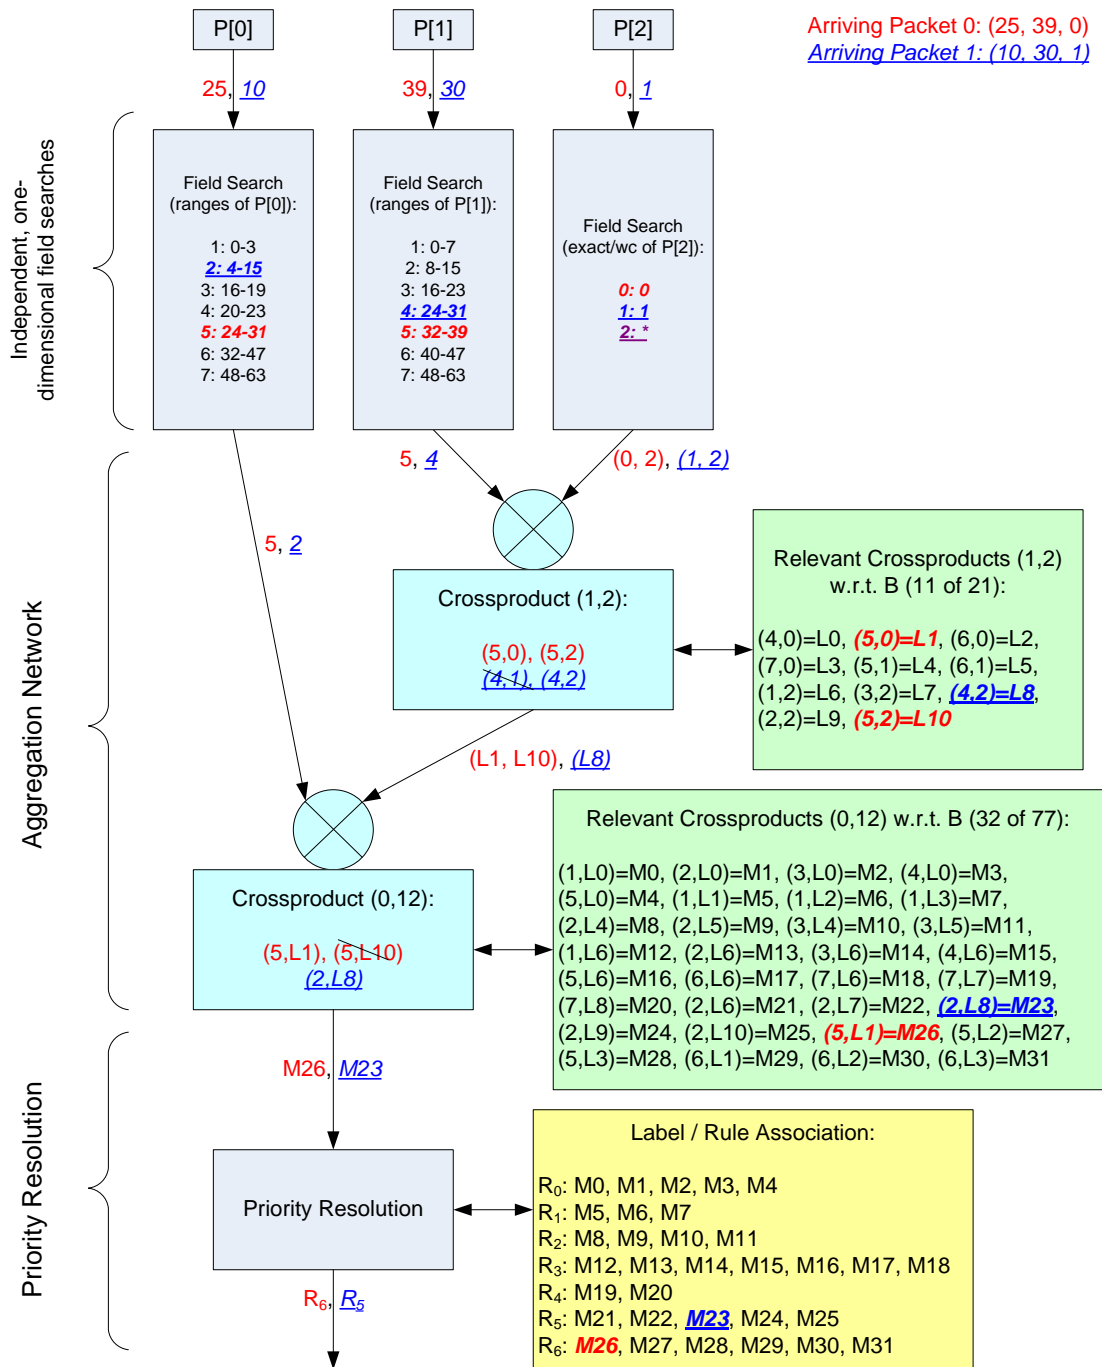 P[0]
P[1]
P[2]
Arriving Packet 0: (25, 39, 0)
Arriving Packet 1: (10, 30, 1)
25, 10
39, 30
0, 1
Independent, one-
dimensional field searches
Field Search
(ranges of P[0]):
1: 0-3
2: 4-15
3: 16-19
4: 20-23
5: 24-31
6: 32-47
7: 48-63
Field Search
(ranges of P[1]):
1: 0-7
2: 8-15
3: 16-23
4: 24-31
5: 32-39
6: 40-47
7: 48-63
Field Search
(exact/wc of P[2]):
0: 0
1: 1
2: *
5, 4
(0, 2), (1, 2)
5, 2
Aggregation Network
Crossproduct (1,2):
(5,0), (5,2)
(4,1), (4,2)
Relevant Crossproducts (1,2)
w.r.t. B (11 of 21):
(4,0)=L0, (5,0)=L1, (6,0)=L2,
(7,0)=L3, (5,1)=L4, (6,1)=L5,
(1,2)=L6, (3,2)=L7, (4,2)=L8,
(2,2)=L9, (5,2)=L10
(L1, L10), (L8)
Crossproduct (0,12):
(5,L1), (5,L10)
(2,L8)
Relevant Crossproducts (0,12) w.r.t. B (32 of 77):
(1,L0)=M0, (2,L0)=M1, (3,L0)=M2, (4,L0)=M3,
(5,L0)=M4, (1,L1)=M5, (1,L2)=M6, (1,L3)=M7,
(2,L4)=M8, (2,L5)=M9, (3,L4)=M10, (3,L5)=M11,
(1,L6)=M12, (2,L6)=M13, (3,L6)=M14, (4,L6)=M15,
(5,L6)=M16, (6,L6)=M17, (7,L6)=M18, (7,L7)=M19,
(7,L8)=M20, (2,L6)=M21, (2,L7)=M22, (2,L8)=M23,
(2,L9)=M24, (2,L10)=M25, (5,L1)=M26, (5,L2)=M27,
(5,L3)=M28, (6,L1)=M29, (6,L2)=M30, (6,L3)=M31
M26, M23
Priority Resolution
Priority Resolution
Label / Rule Association:
R0: M0, M1, M2, M3, M4
R1: M5, M6, M7
R2: M8, M9, M10, M11
R3: M12, M13, M14, M15, M16, M17, M18
R4: M19, M20
R5: M21, M22, M23, M24, M25
R6: M26, M27, M28, M29, M30, M31
R6, R5